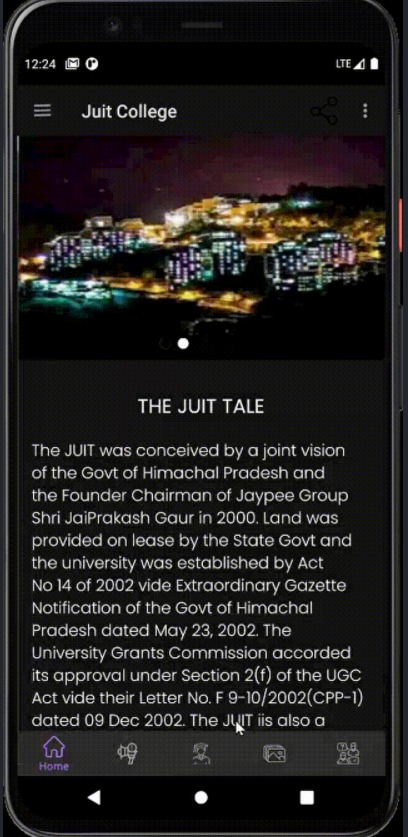 12:24
LTE
Juit College
THE JUIT TALE
The JUIT was conceived by a joint vision
of the Govt of Himachal Pradesh and
the Founder Chairman of Jaypee Group
Shri JaiPrakash Gaur in 2000. Land was
provided on lease by the State Govt and
the university was established by Act
No 14 of 2002 vide Extraordinary Gazette
Notification of the Govt of Himachal
Pradesh dated May 23, 2002. The
University Grants Commission accorded
its approval under Section 2(f) of the UGC
Act vide their Letter No. F 9-10/2002(CPP-1)
dated 09 Dec 2002. The JUIT iis also a
Home